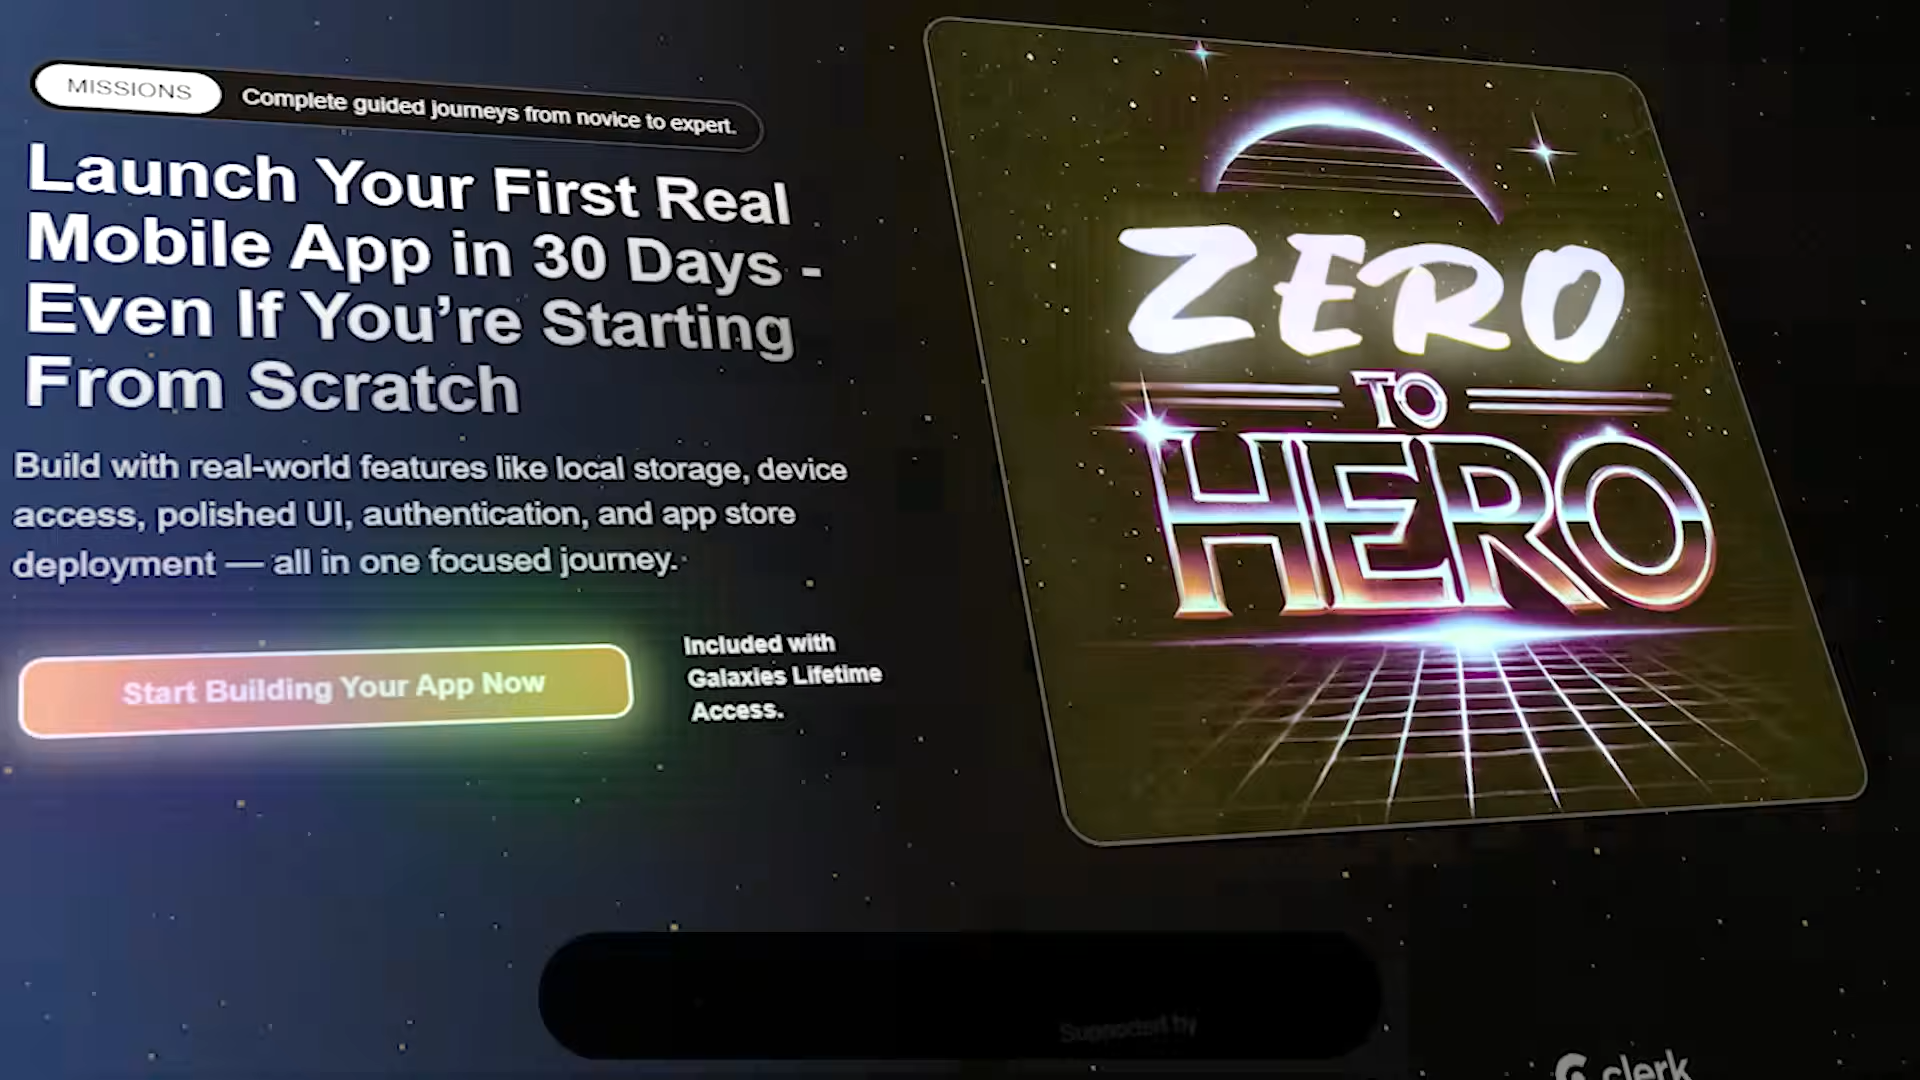 MISSIONS Complete guided journeys from novice to expert.
Launch Your First Real
Mobile App in 30 Days -
Even If You’re Starting
From Scratch
Build with real-world features like local storage, device
access, polished UI, authentication, and app store
deployment — all in one focused journey.
Start Building Your App Now
Included with
Galaxies Lifetime
Access.
ZERO
TO
HERO
Supported by
clerk